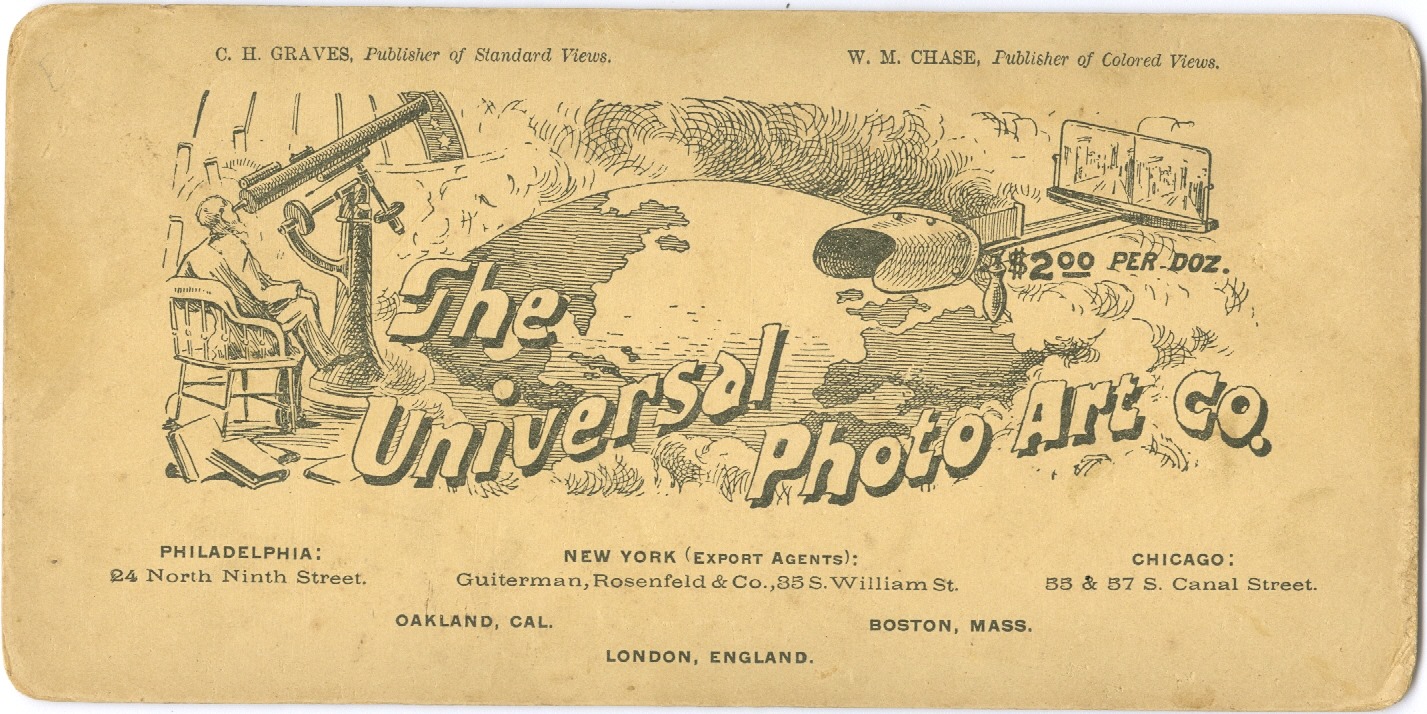 C. H. GRAVES, Publisher of Standard Views.
W. M. CHASE, Publisher of Colored Views.
$2.00 PER DOZ.
The
Universal
Photo Art Co.
PHILADELPHIA:
24 North Ninth Street.
NEW YORK (EXPORT AGENTS):
Guiterman, Rosenfeld & Co., 35 S. William St.
CHICAGO:
55 & 57 S. Canal Street.
OAKLAND, CAL.
BOSTON, MASS.
LONDON, ENGLAND.